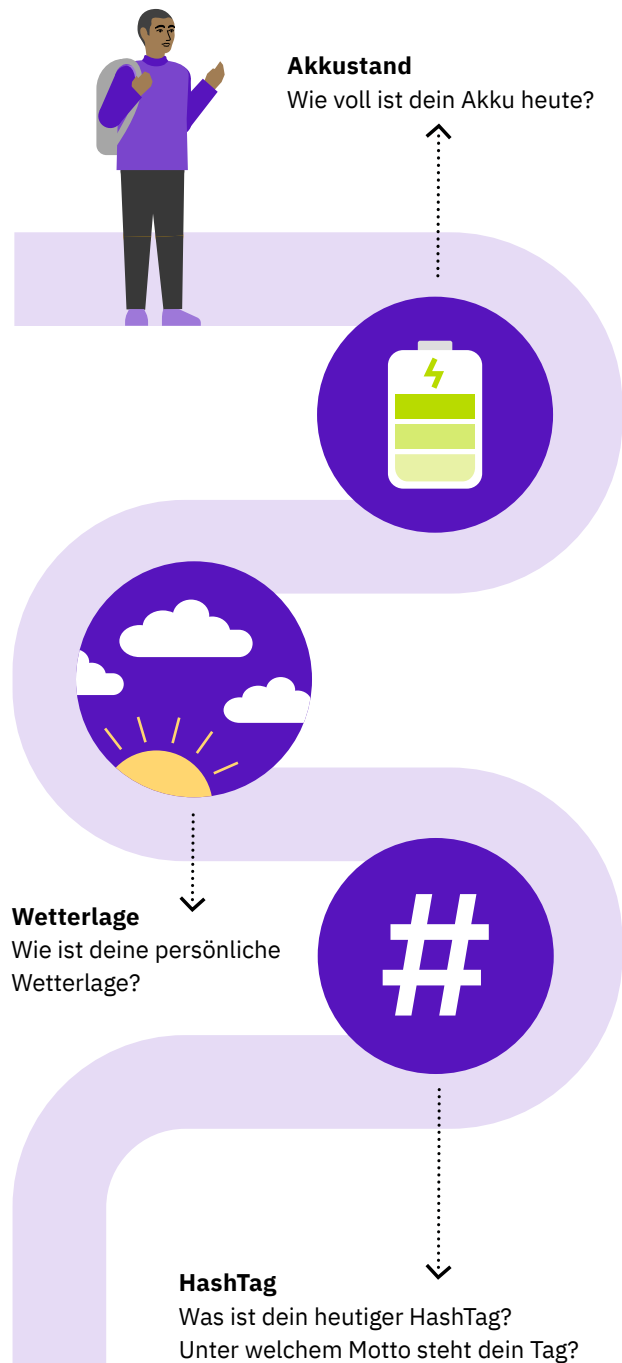 Akkustand
Wie voll ist dein Akku heute?
Wetterlage
Wie ist deine persönliche
Wetterlage?
#
HashTag
Was ist dein heutiger HashTag?
Unter welchem Motto steht dein Tag?